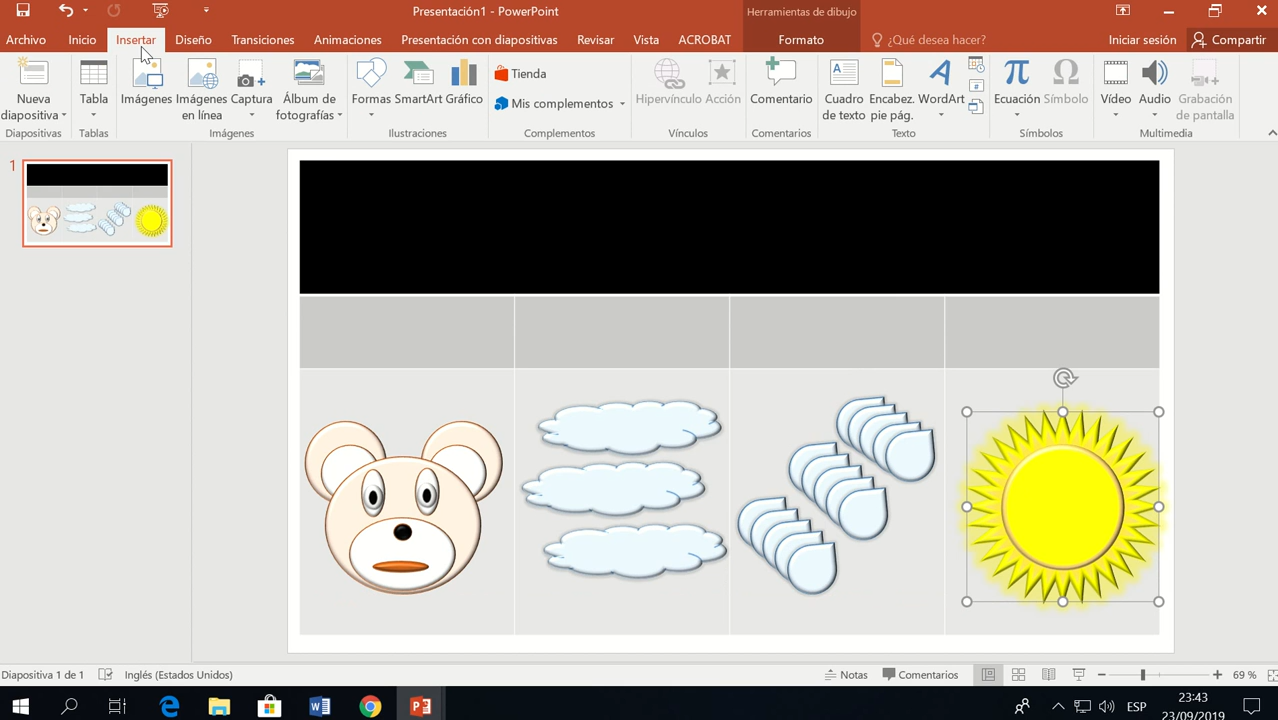 Presentación1 - PowerPoint
Herramientas de dibujo
Archivo Inicio Insertar Diseño Transiciones Animaciones Presentación con diapositivas Revisar Vista ACROBAT Formato ¿Qué desea hacer? Iniciar sesión Compartir
Nueva diapositiva
Tabla
Imágenes
Imágenes en línea
Captura
Álbum de fotografías
Formas
SmartArt
Gráfico
Tienda
Mis complementos
Hipervínculo
Acción
Comentario
Cuadro de texto
Encabez. pie pág.
WordArt
Ecuación
Símbolo
Vídeo
Audio
Grabación de pantalla
Diapositivas Tablas Imágenes Ilustraciones Complementos Vínculos Comentarios Texto Símbolos Multimedia
1
Diapositiva 1 de 1 Inglés (Estados Unidos) Notas Comentarios 69 %
ESP
23:43
23/09/2019